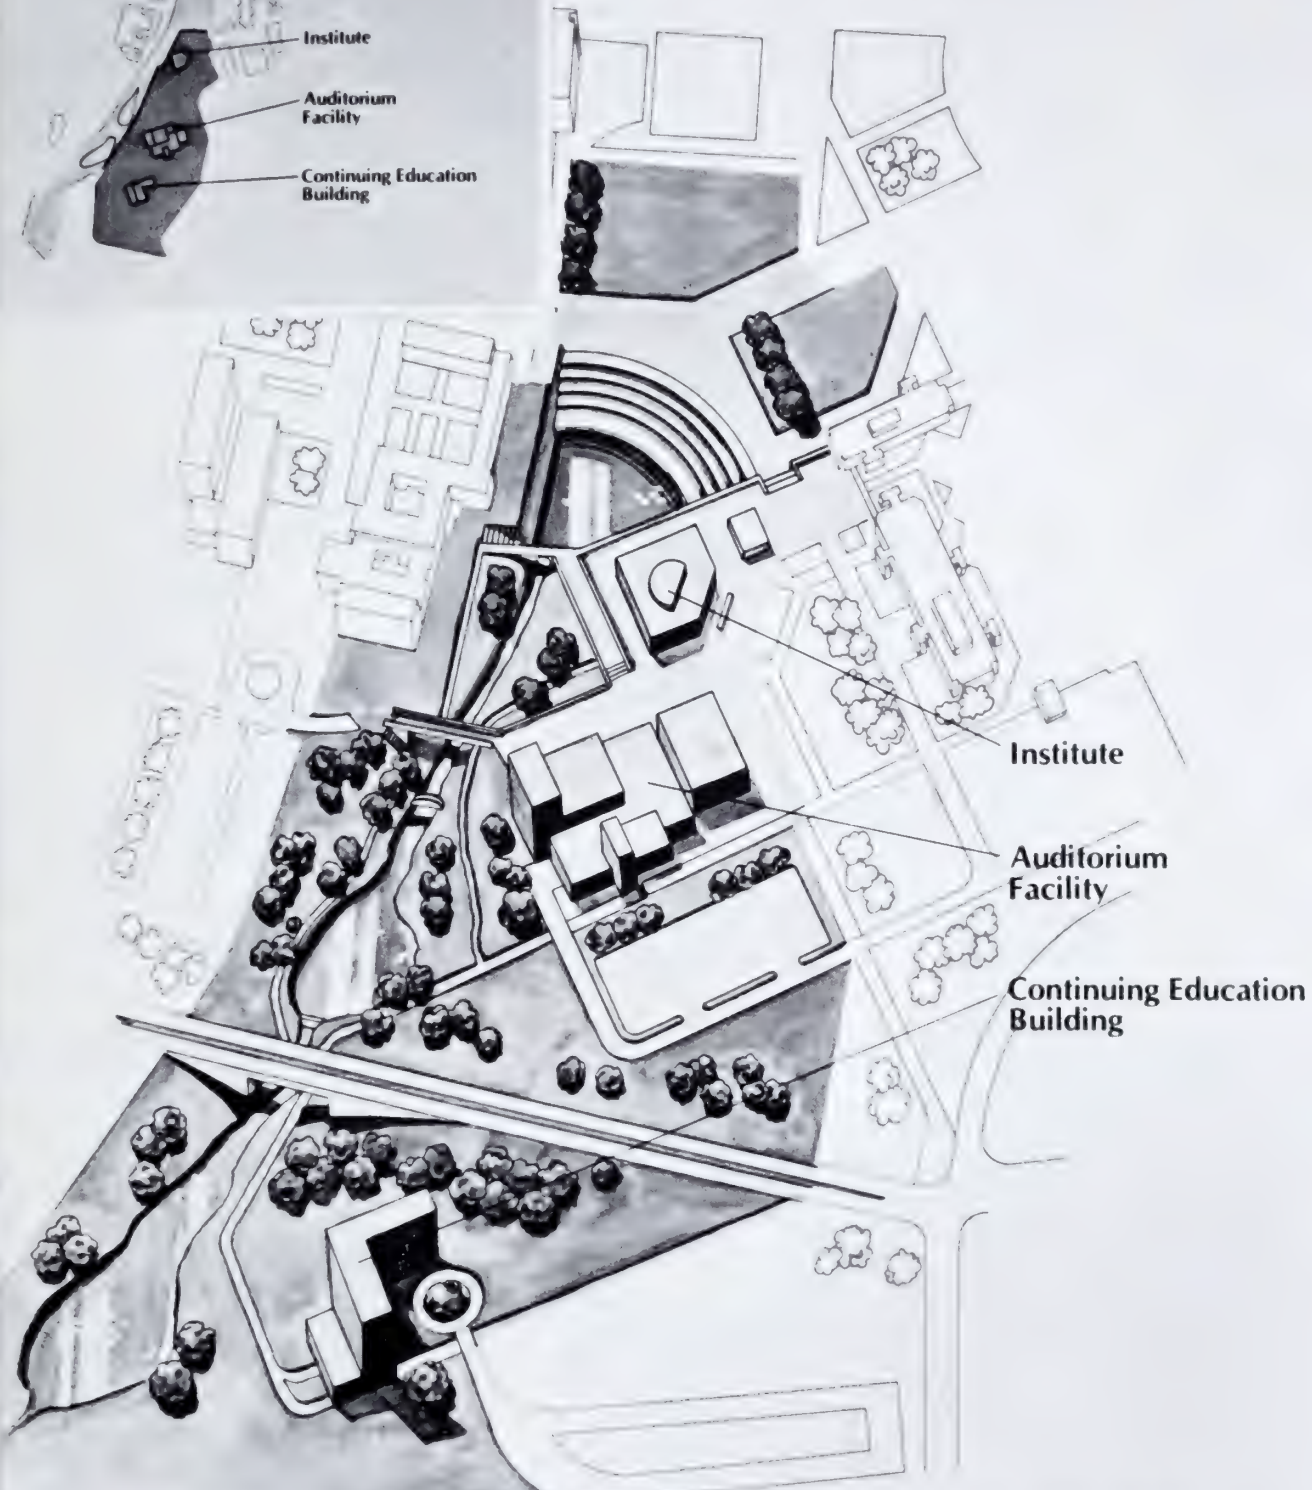 Institute
Auditorium
Facility
Continuing Education
Building
Institute
Auditorium
Facility
Continuing Education
Building